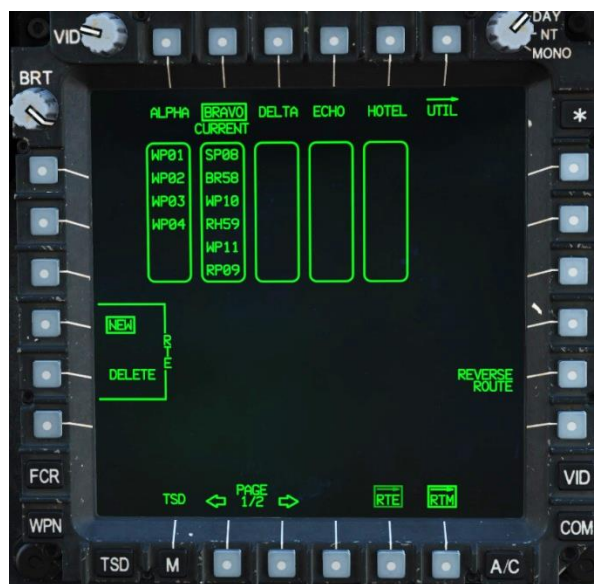 VID
DAY
NT
MONO
BRT
*
ALPHA BRAVO DELTA ECHO HOTEL UTIL
CURRENT
WP01 SP08
WP02 BR58
WP03 WP10
WP04 RH59
WP11
RP09
NEW
RTE
DELETE
REVERSE
ROUTE
FCR
VID
TSD PAGE RTE RTM
1/2
WPN
COM
TSD M A/C